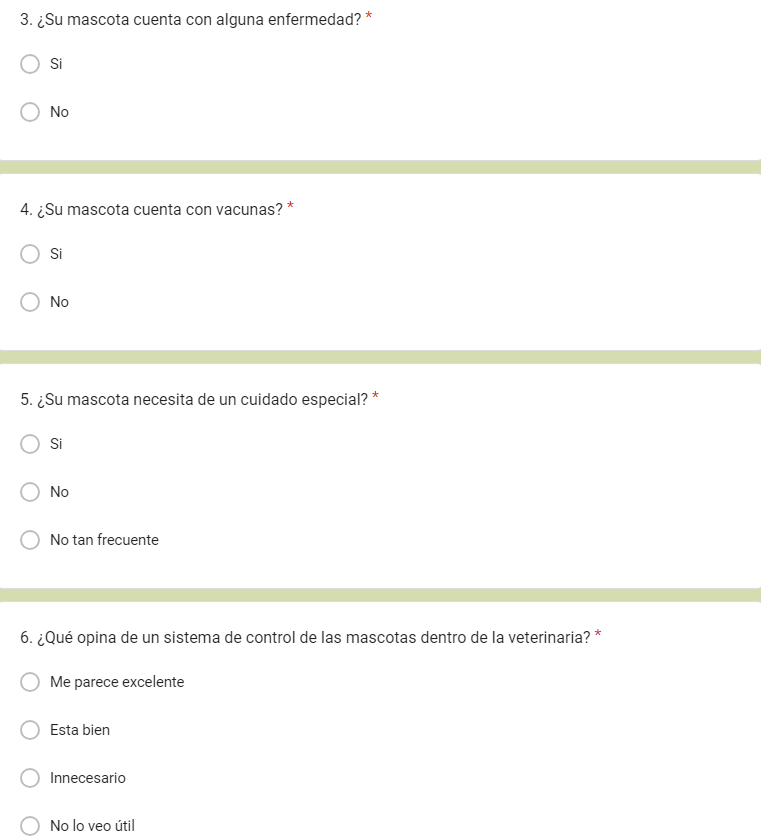 3. ¿Su mascota cuenta con alguna enfermedad? *
Si
No
4. ¿Su mascota cuenta con vacunas? *
Si
No
5. ¿Su mascota necesita de un cuidado especial? *
Si
No
No tan frecuente
6. ¿Qué opina de un sistema de control de las mascotas dentro de la veterinaria? *
Me parece excelente
Esta bien
Innecesario
No lo veo útil